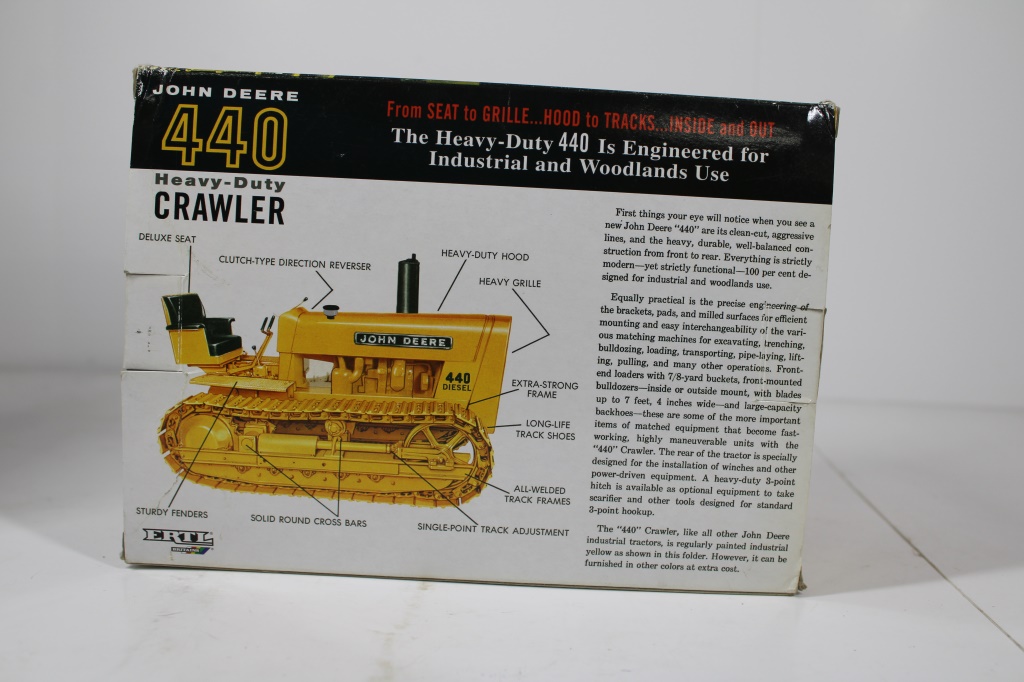 JOHN DEERE
440
Heavy-Duty
CRAWLER
From SEAT to GRILLE...HOOD to TRACKS...INSIDE and OUT
The Heavy-Duty 440 Is Engineered for
Industrial and Woodlands Use
DELUXE SEAT
CLUTCH-TYPE DIRECTION REVERSER
HEAVY-DUTY HOOD
HEAVY GRILLE
JOHN DEERE
440
DIESEL
EXTRA-STRONG
FRAME
LONG-LIFE
TRACK SHOES
ALL-WELDED
TRACK FRAMES
STURDY FENDERS
SOLID ROUND CROSS BARS
SINGLE-POINT TRACK ADJUSTMENT
ERTL
BRITAINS
First things your eye will notice when you see a
new John Deere "440" are its clean-cut, aggressive
lines, and the heavy, durable, well-balanced con-
struction from front to rear. Everything is strictly
modern—yet strictly functional—100 per cent de-
signed for industrial and woodlands use.
Equally practical is the precise engineering of
the brackets, pads, and milled surfaces for efficient
mounting and easy interchangeability of the vari-
ous matching machines for excavating, trenching,
bulldozing, loading, transporting, pipe-laying, lift-
ing, pulling, and many other operations. Front-
end loaders with 7/8-yard buckets, front-mounted
bulldozers—inside or outside mount, with blades
up to 7 feet, 4 inches wide—and large-capacity
backhoes—these are some of the more important
items of matched equipment that become fast-
working, highly maneuverable units with the
"440" Crawler. The rear of the tractor is specially
designed for the installation of winches and other
power-driven equipment. A heavy-duty 3-point
hitch is available as optional equipment to take
scarifier and other tools designed for standard
3-point hookup.
The "440" Crawler, like all other John Deere
industrial tractors, is regularly painted industrial
yellow as shown in this folder. However, it can be
furnished in other colors at extra cost.